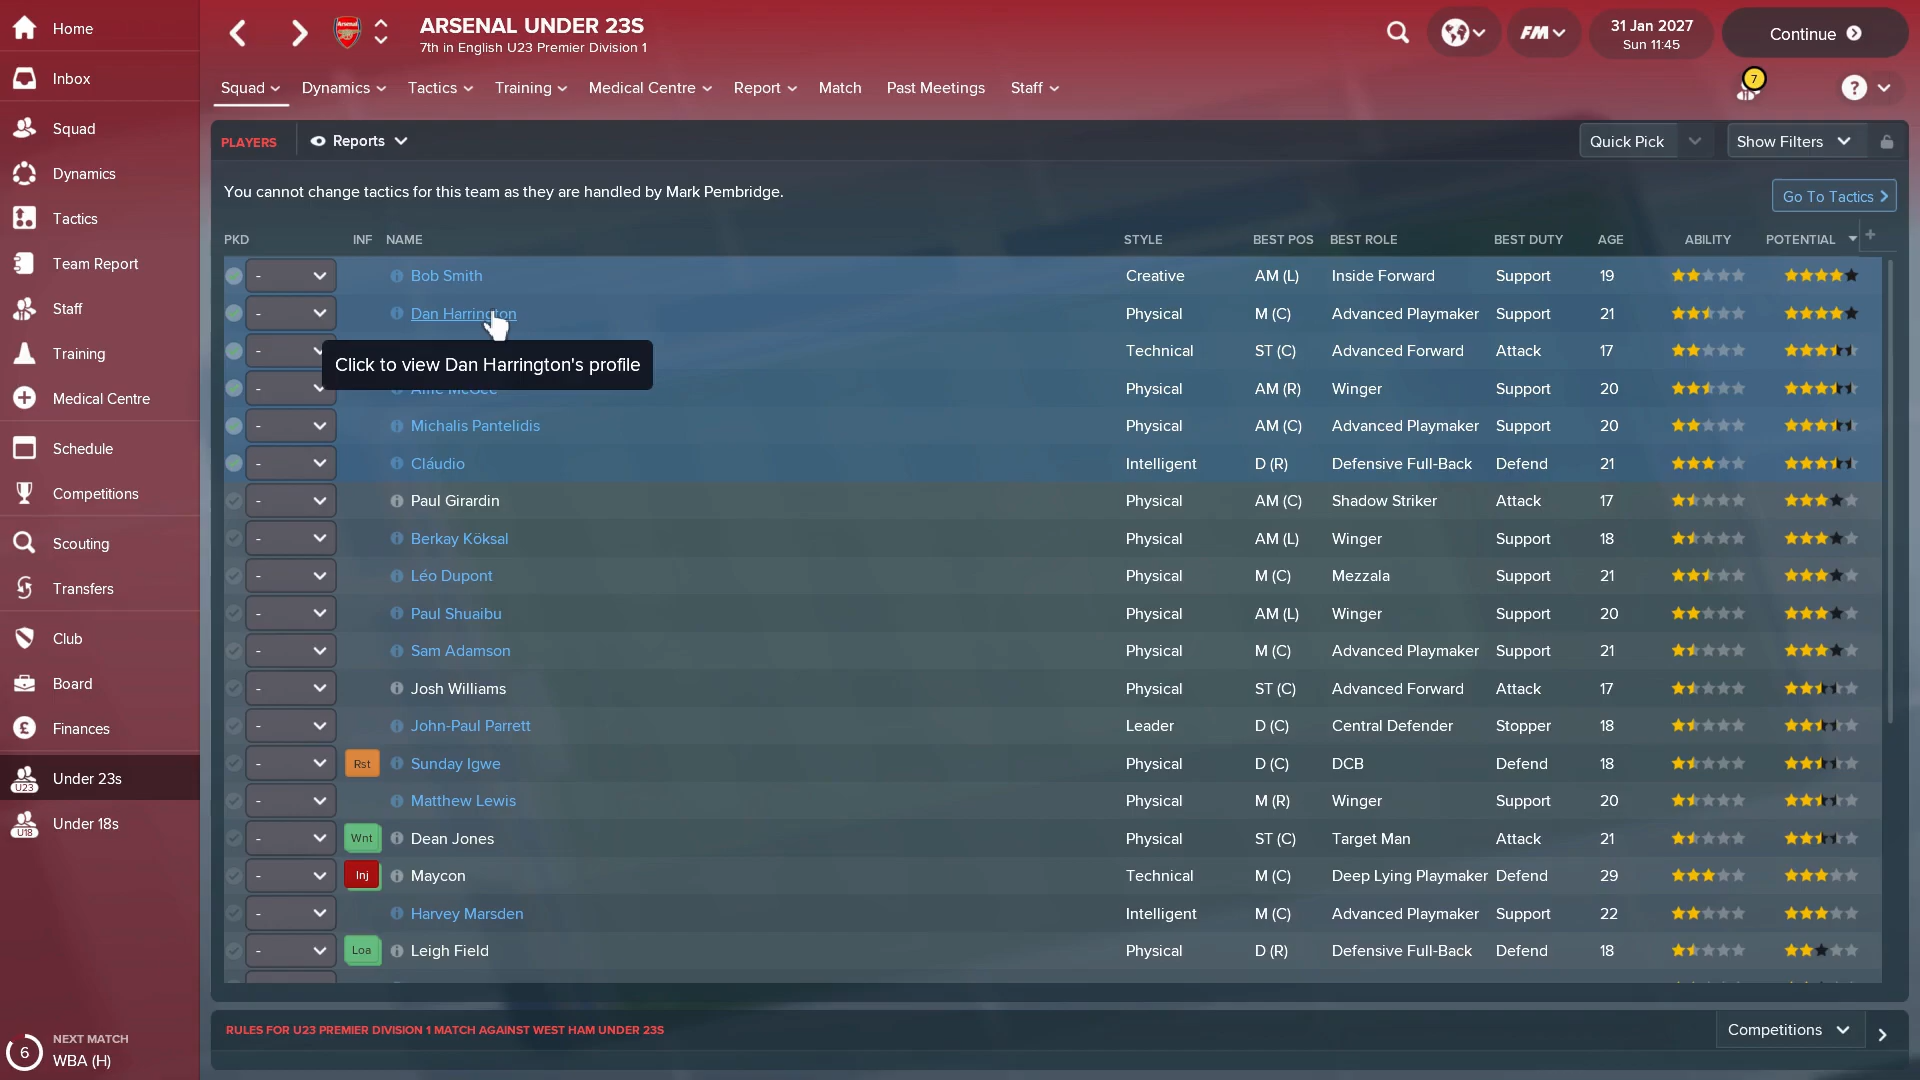 Home
Inbox
Squad
Dynamics
Tactics
Team Report
Staff
Training
Medical Centre
Schedule
Competitions
Scouting
Transfers
Club
Board
Finances
U23 Under 23s
U18 Under 18s
6 NEXT MATCH
WBA (H)
Arsenal
ARSENAL UNDER 23S
7th in English U23 Premier Division 1
FM
31 Jan 2027
Sun 11:45
Continue
Squad Dynamics Tactics Training Medical Centre Report Match Past Meetings Staff
7
?
PLAYERS Reports Quick Pick Show Filters
You cannot change tactics for this team as they are handled by Mark Pembridge.
Go To Tactics
PKD INF NAME STYLE BEST POS BEST ROLE BEST DUTY AGE ABILITY POTENTIAL +
- Bob Smith Creative AM (L) Inside Forward Support 19
- Dan Harrington Physical M (C) Advanced Playmaker Support 21
- Technical ST (C) Advanced Forward Attack 17
Click to view Dan Harrington's profile
- Alfie McGee Physical AM (R) Winger Support 20
- Michalis Pantelidis Physical AM (C) Advanced Playmaker Support 20
- Cláudio Intelligent D (R) Defensive Full-Back Defend 21
- Paul Girardin Physical AM (C) Shadow Striker Attack 17
- Berkay Köksal Physical AM (L) Winger Support 18
- Léo Dupont Physical M (C) Mezzala Support 21
- Paul Shuaibu Physical AM (L) Winger Support 20
- Sam Adamson Physical M (C) Advanced Playmaker Support 21
- Josh Williams Physical ST (C) Advanced Forward Attack 17
- John-Paul Parrett Leader D (C) Central Defender Stopper 18
- Rst Sunday Igwe Physical D (C) DCB Defend 18
- Matthew Lewis Physical M (R) Winger Support 20
- Wnt Dean Jones Physical ST (C) Target Man Attack 21
- Inj Maycon Technical M (C) Deep Lying Playmaker Defend 29
- Harvey Marsden Intelligent M (C) Advanced Playmaker Support 22
- Loa Leigh Field Physical D (R) Defensive Full-Back Defend 18
RULES FOR U23 PREMIER DIVISION 1 MATCH AGAINST WEST HAM UNDER 23S
Competitions